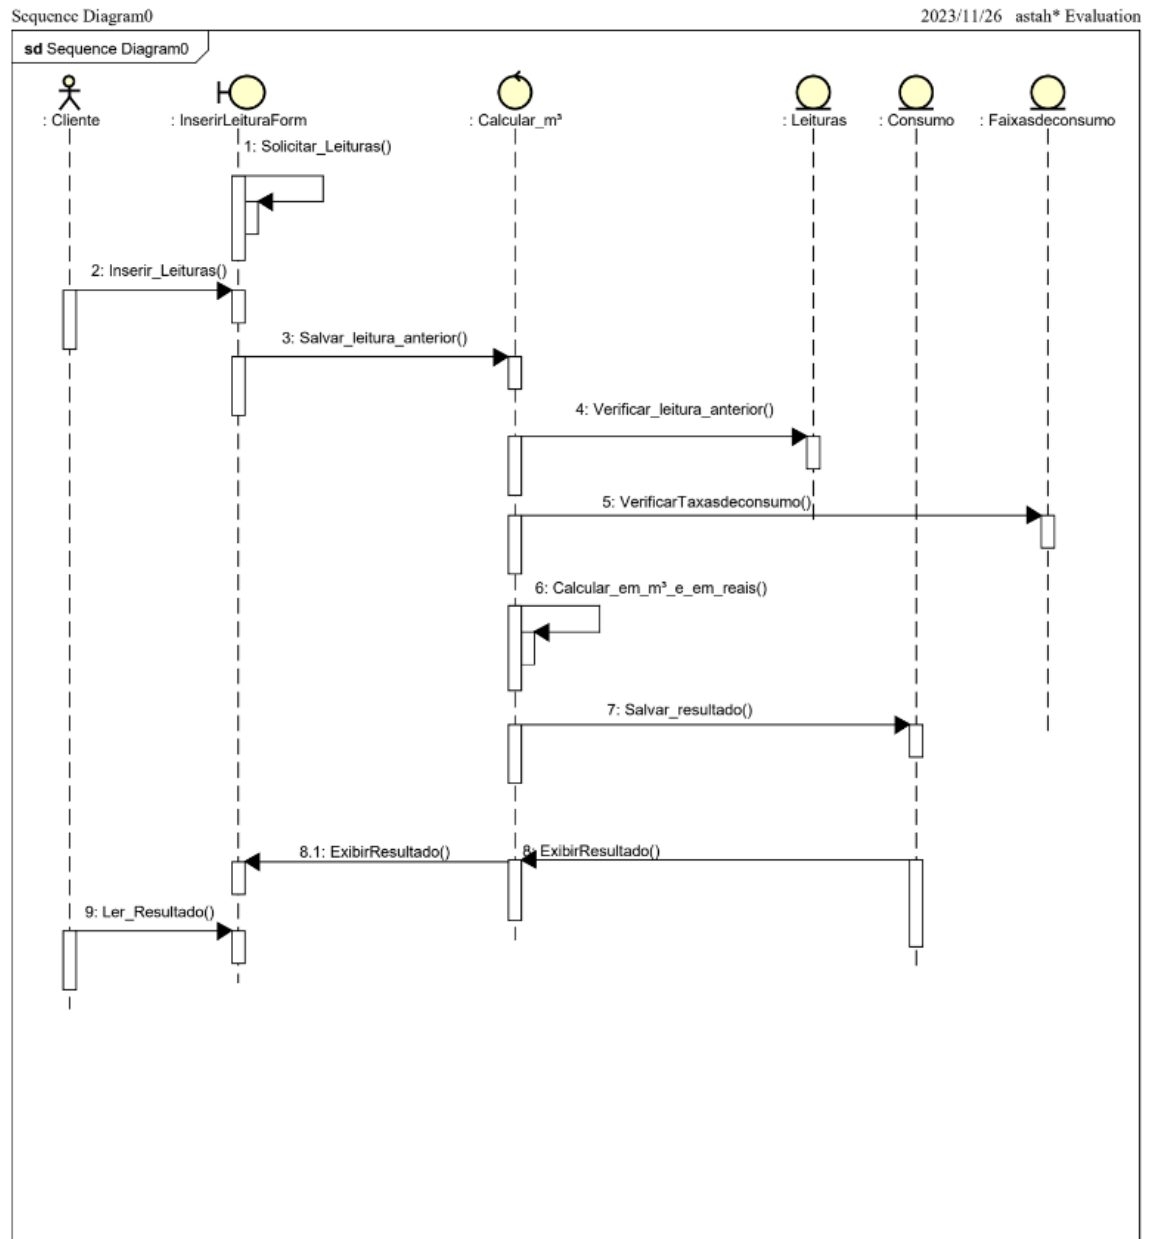 Sequence Diagram0
2023/11/26 astah* Evaluation
sd Sequence Diagram0
: Cliente
: InserirLeituraForm
: Calcular_m³
: Leituras
: Consumo
: Faixasdeconsumo
1: Solicitar_Leituras()
2: Inserir_Leituras()
3: Salvar_leitura_anterior()
4: Verificar_leitura_anterior()
5: VerificarTaxasdeconsumo()
6: Calcular_em_m³_e_em_reais()
7: Salvar_resultado()
8.1: ExibirResultado()
8: ExibirResultado()
9: Ler_Resultado()